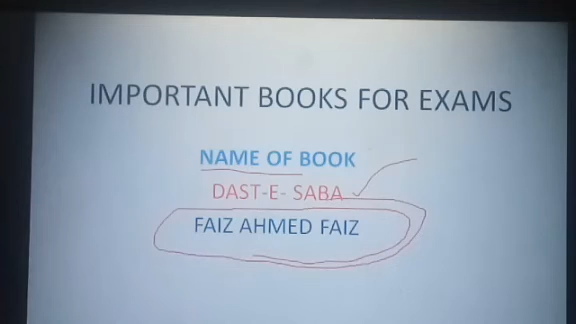 IMPORTANT BOOKS FOR EXAMS
NAME OF BOOK
DAST-E- SABA
FAIZ AHMED FAIZ